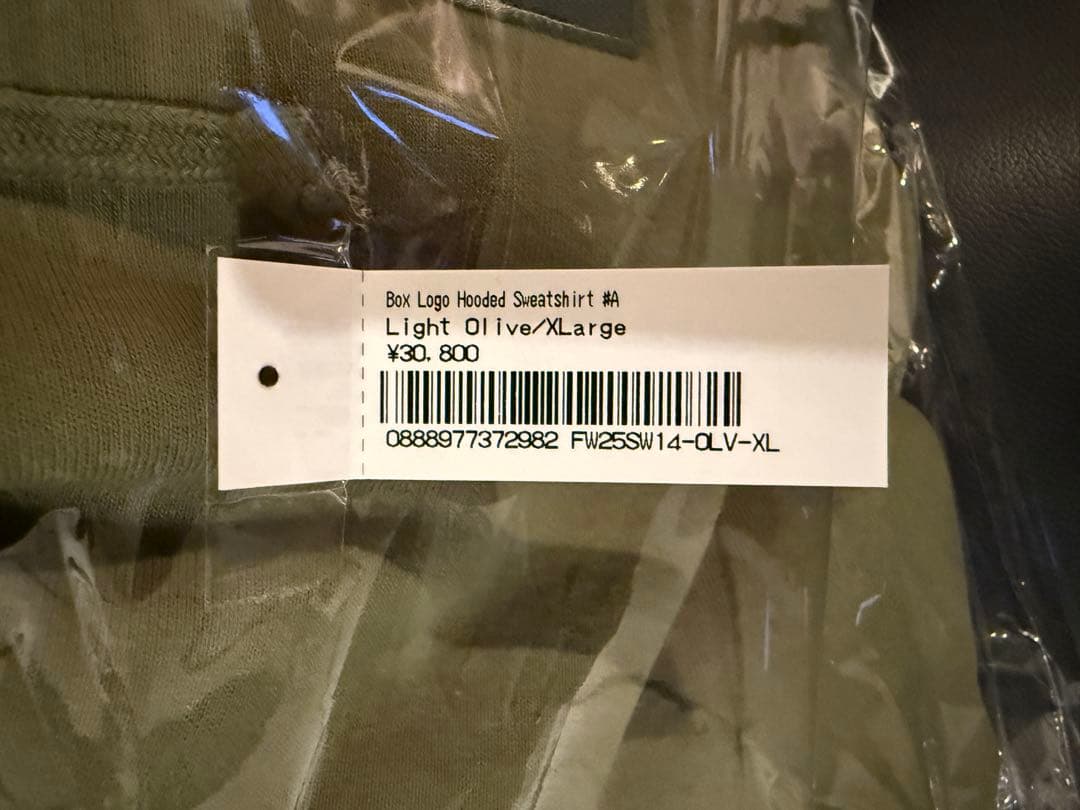 Box Logo Hooded Sweatshirt #A
Light Olive/XLarge
¥30,800
0888977372982 FW25SW14-OLV-XL